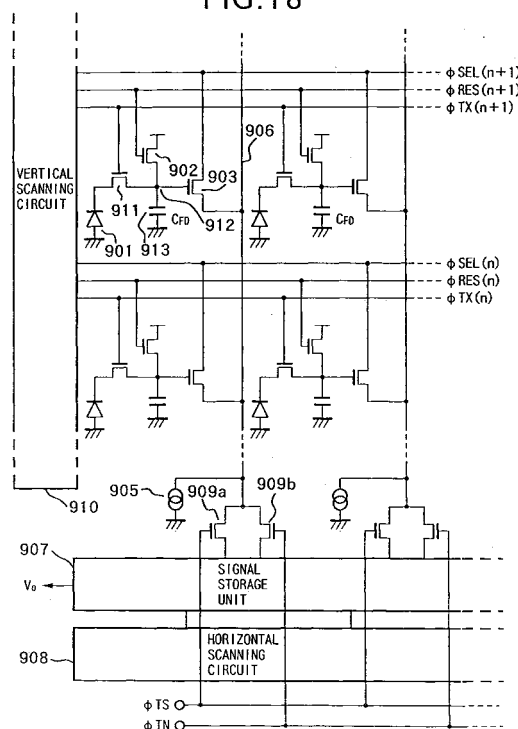 FIG.18
φSEL(n+1)
φRES(n+1)
φTX(n+1)
906
902
903
VERTICAL
SCANNING
CIRCUIT
911
912
CFD
CFD
901
913
φSEL(n)
φRES(n)
φTX(n)
905
909a
909b
910
907
V₀
SIGNAL
STORAGE
UNIT
908
HORIZONTAL
SCANNING
CIRCUIT
φTS
φTN